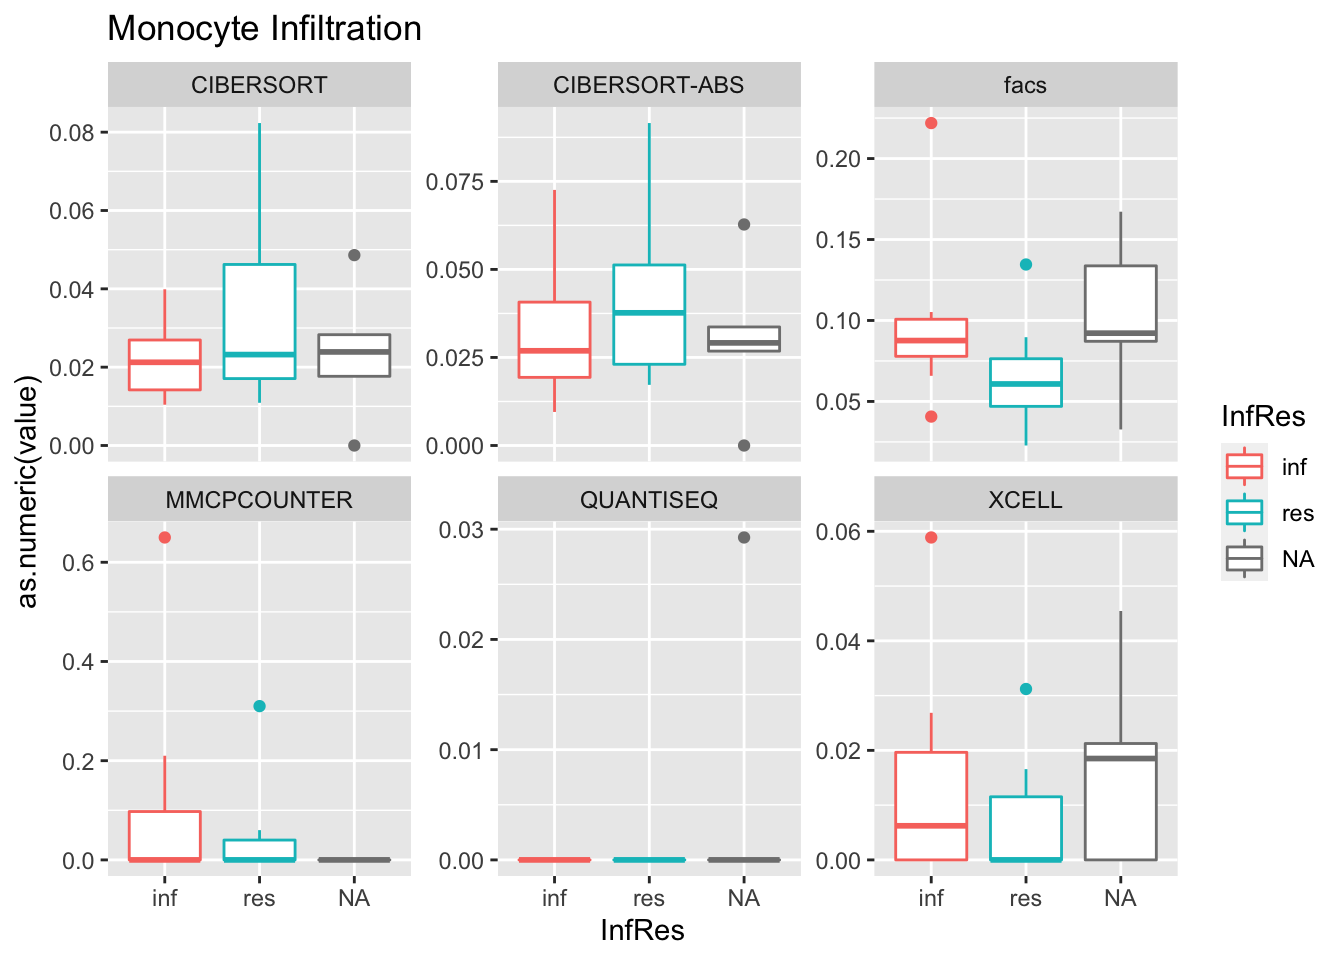 Monocyte Infiltration
CIBERSORT
CIBERSORT-ABS
facs
0.08
0.06
0.04
0.02
0.00
0.075
0.050
0.025
0.000
0.20
0.15
0.10
0.05
as.numeric(value)
MMCPCOUNTER
QUANTISEQ
XCELL
0.6
0.4
0.2
0.0
0.03
0.02
0.01
0.00
0.06
0.04
0.02
0.00
inf res NA
inf res NA
inf res NA
InfRes
InfRes
inf
res
NA